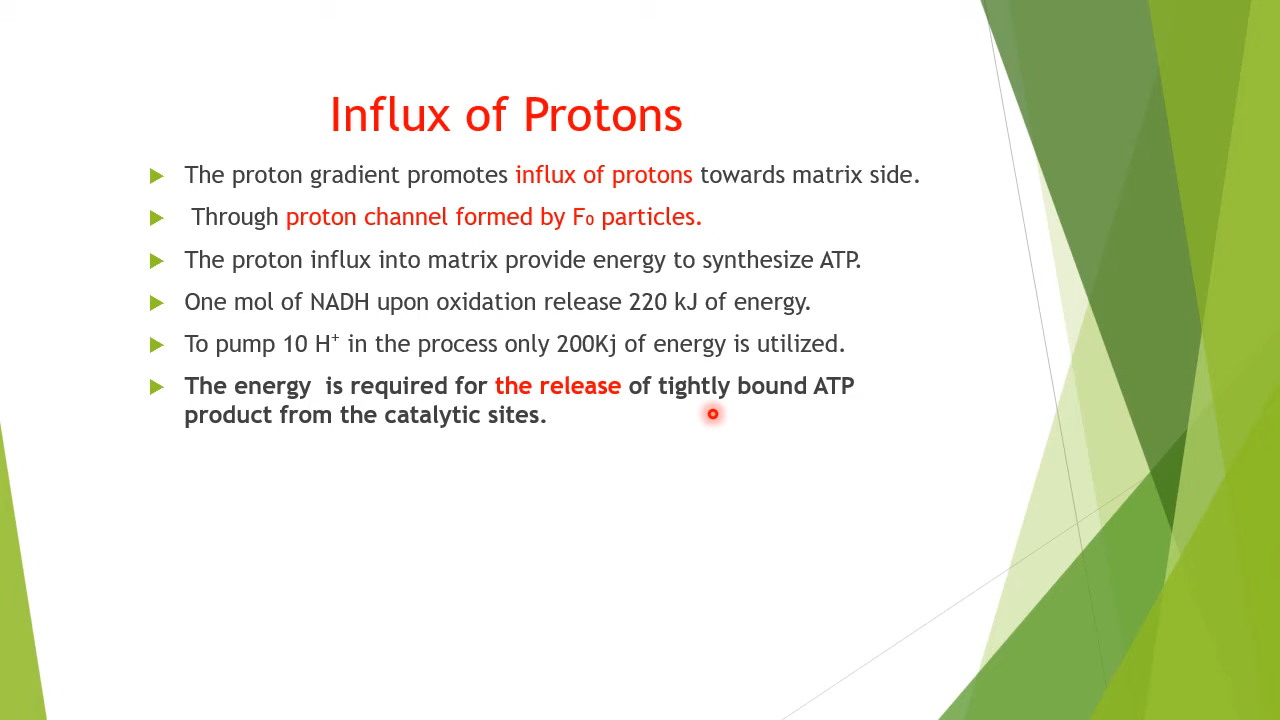 Influx of Protons
The proton gradient promotes influx of protons towards matrix side.
Through proton channel formed by F₀ particles.
The proton influx into matrix provide energy to synthesize ATP.
One mol of NADH upon oxidation release 220 kJ of energy.
To pump 10 H⁺ in the process only 200Kj of energy is utilized.
The energy is required for the release of tightly bound ATP
product from the catalytic sites.